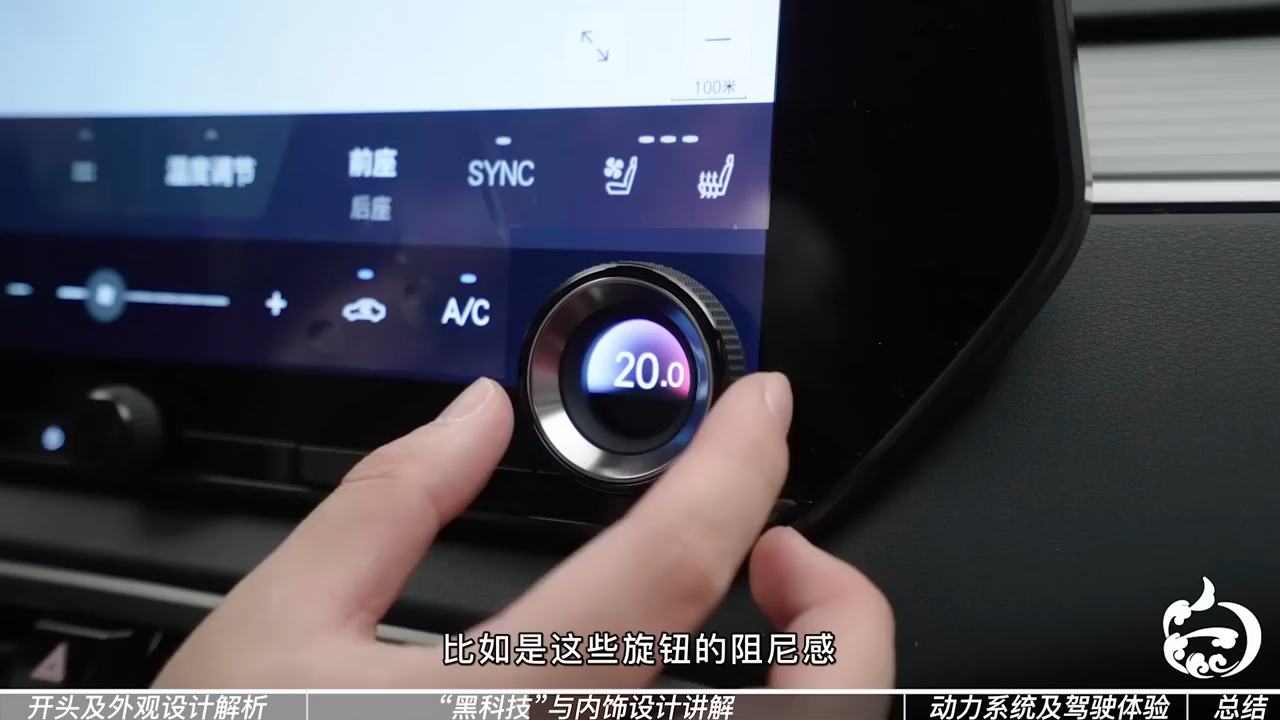 100米
温度调节
前座
后座
SYNC
A/C
20.0
比如是这些旋钮的阻尼感
开头及外观设计解析
“黑科技”与内饰设计讲解
动力系统及驾驶体验
总结